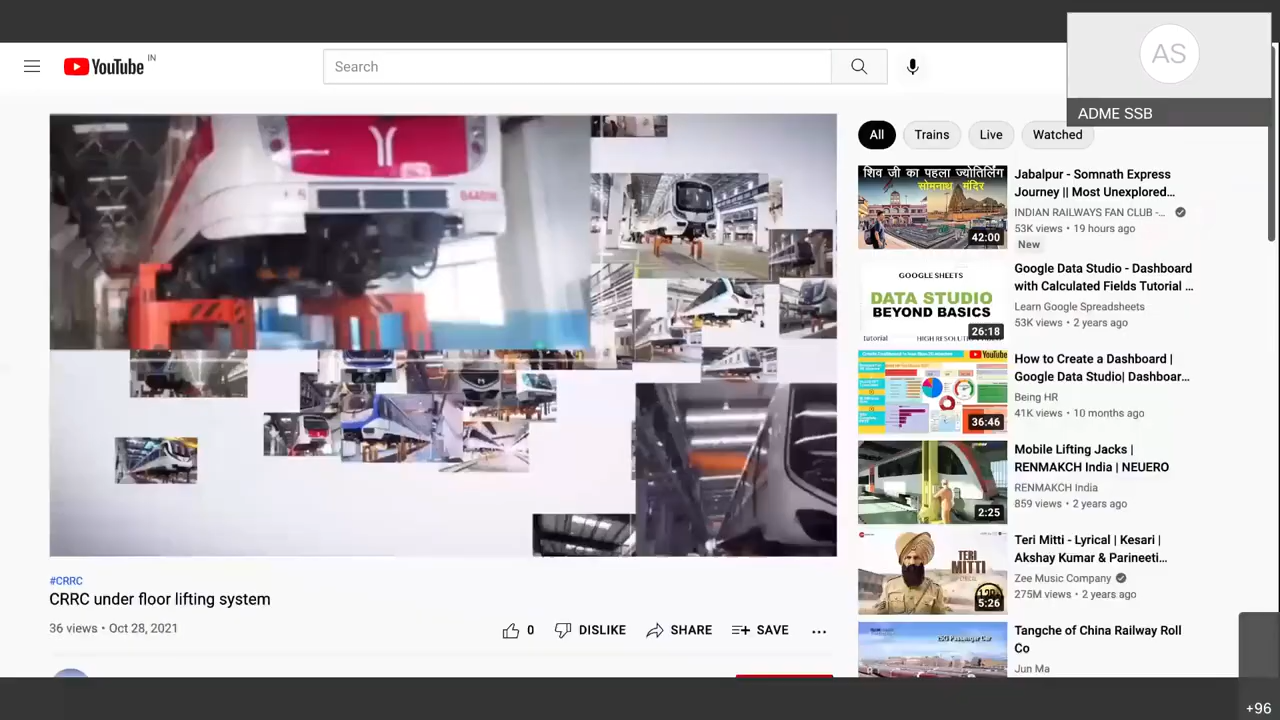 YouTube IN
Search
AS
ADME SSB
All
Trains
Live
Watched
शिव जी का पहला ज्योतिर्लिंग
सोमनाथ मंदिर
42:00
Jabalpur - Somnath Express
Journey || Most Unexplored...
INDIAN RAILWAYS FAN CLUB -...
53K views • 19 hours ago
New
GOOGLE SHEETS
DATA STUDIO
BEYOND BASICS
26:18
tutorial
Google Data Studio - Dashboard
with Calculated Fields Tutorial ...
Learn Google Spreadsheets
53K views • 2 years ago
YouTube
36:46
How to Create a Dashboard |
Google Data Studio| Dashboar...
Being HR
41K views • 10 months ago
2:25
Mobile Lifting Jacks |
RENMAKCH India | NEUERO
RENMAKCH India
859 views • 2 years ago
TERI
MITTI
5:26
Teri Mitti - Lyrical | Kesari |
Akshay Kumar & Parineeti...
Zee Music Company
275M views • 2 years ago
Tangche of China Railway Roll
Co
Jun Ma
#CRRC
CRRC under floor lifting system
36 views • Oct 28, 2021
0
DISLIKE
SHARE
SAVE
+96